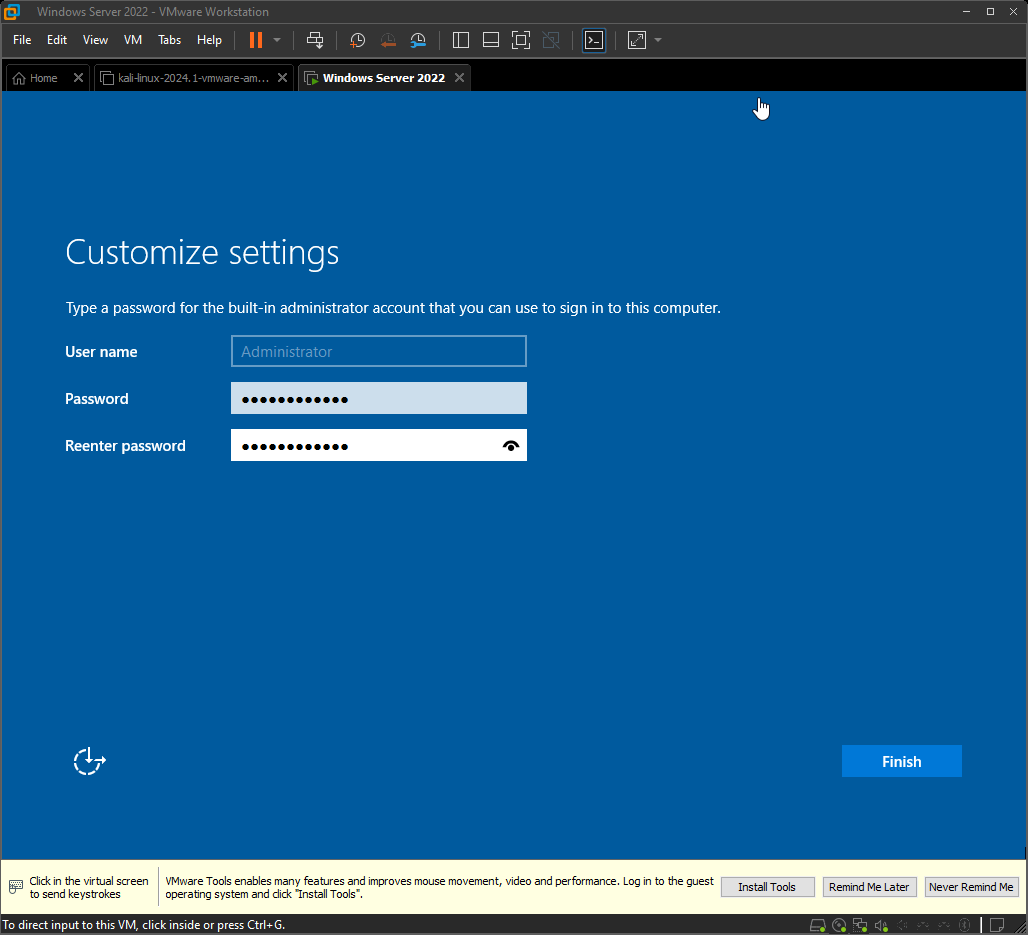 Windows Server 2022 - VMware Workstation
File Edit View VM Tabs Help
Home kali-linux-2024.1-vmware-am... Windows Server 2022
Customize settings
Type a password for the built-in administrator account that you can use to sign in to this computer.
User name Administrator
Password ●●●●●●●●●●●●
Reenter password ●●●●●●●●●●●●
Finish
Click in the virtual screen
to send keystrokes
VMware Tools enables many features and improves mouse movement, video and performance. Log in to the guest
operating system and click "Install Tools".
Install Tools Remind Me Later Never Remind Me
To direct input to this VM, click inside or press Ctrl+G.